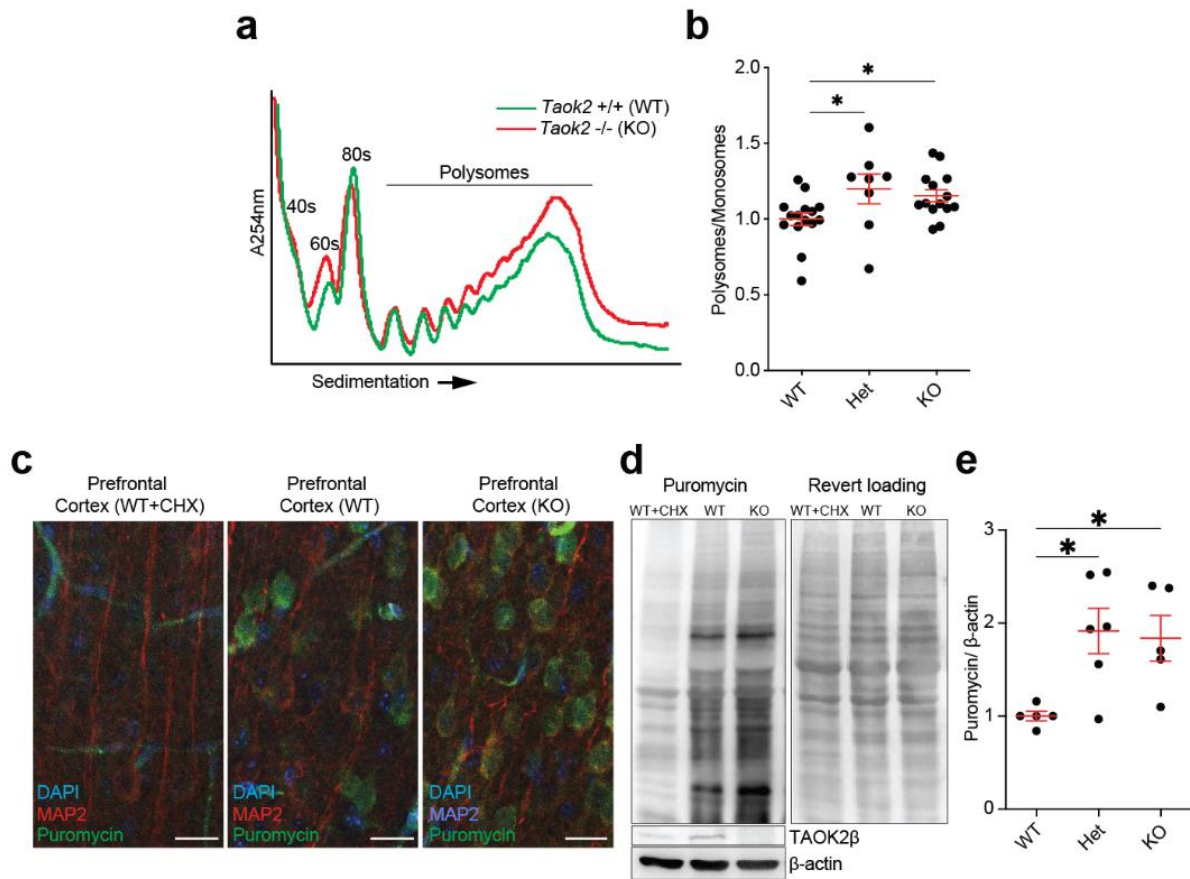 a
Taok2 +/+ (WT)
Taok2 -/- (KO)
40s
60s
80s
Polysomes
A254nm
Sedimentation
b
2.0
1.5
1.0
0.5
0.0
Polysomes/Monosomes
*
*
WT
Het
KO
c
Prefrontal
Cortex (WT+CHX)
Prefrontal
Cortex (WT)
Prefrontal
Cortex (KO)
DAPI
MAP2
Puromycin
DAPI
MAP2
Puromycin
DAPI
MAP2
Puromycin
d
Puromycin
Revert loading
WT+CHX WT KO
WT+CHX WT KO
TAOK2β
β-actin
e
3
2
1
0
Puromycin/ β-actin
*
*
WT
Het
KO